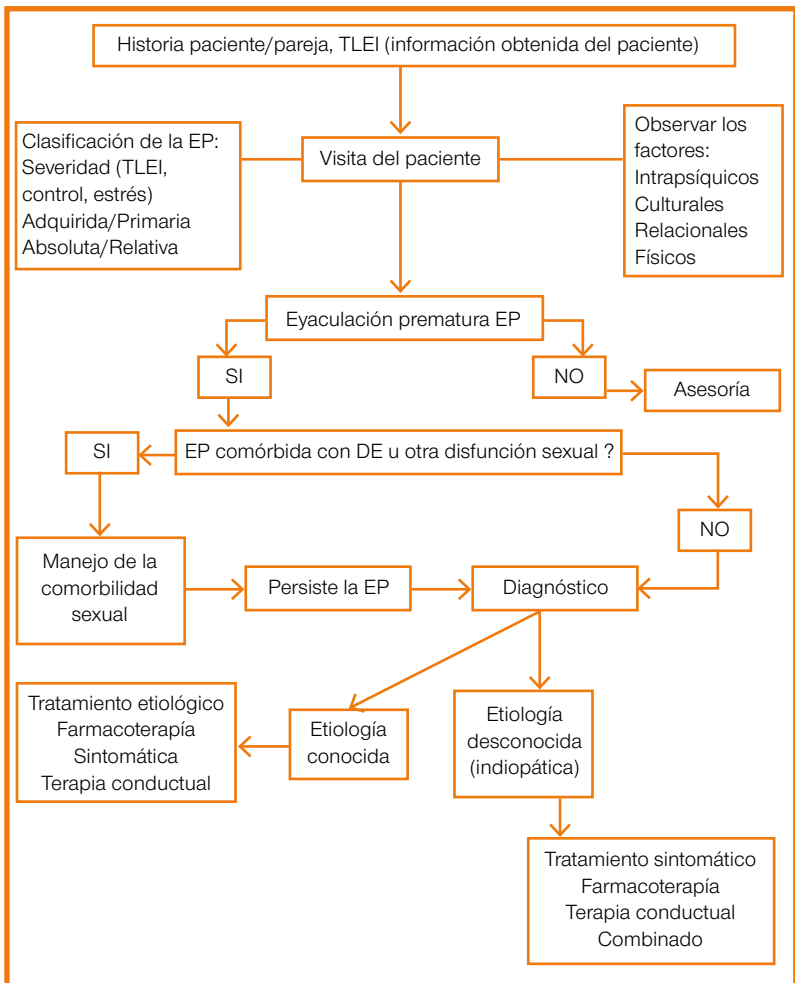 Historia paciente/pareja, TLEI (información obtenida del paciente)
Clasificación de la EP:
Severidad (TLEI,
control, estrés)
Adquirida/Primaria
Absoluta/Relativa
Visita del paciente
Observar los
factores:
Intrapsíquicos
Culturales
Relacionales
Físicos
Eyaculación prematura EP
SI
NO
Asesoría
SI
EP comórbida con DE u otra disfunción sexual ?
NO
Manejo de la
comorbilidad
sexual
Persiste la EP
Diagnóstico
Tratamiento etiológico
Farmacoterapía
Sintomática
Terapia conductual
Etiología
conocida
Etiología
desconocida
(indiopática)
Tratamiento sintomático
Farmacoterapía
Terapia conductual
Combinado